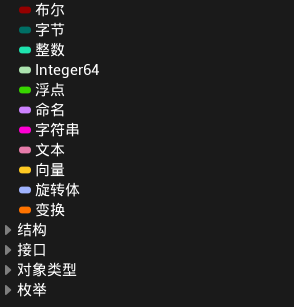 布尔
字节
整数
Integer64
浮点
命名
字符串
文本
向量
旋转体
变换
结构
接口
对象类型
枚举